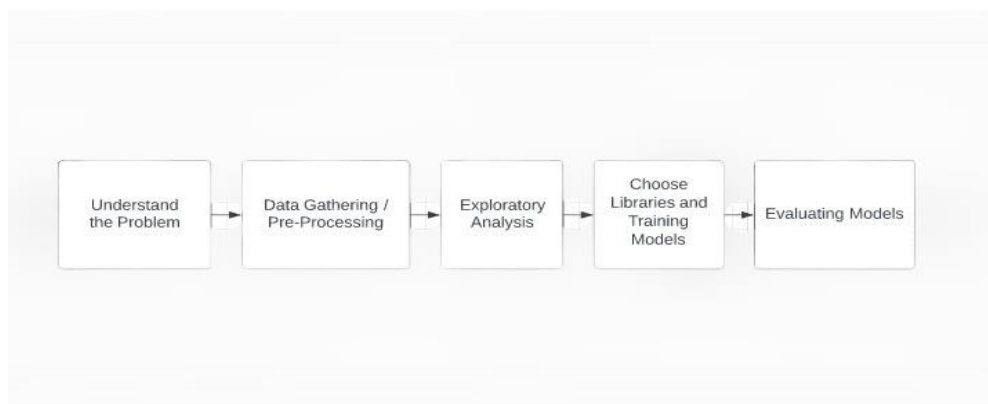 Understand
the Problem
Data Gathering /
Pre-Processing
Exploratory
Analysis
Choose
Libraries and
Training
Models
Evaluating Models